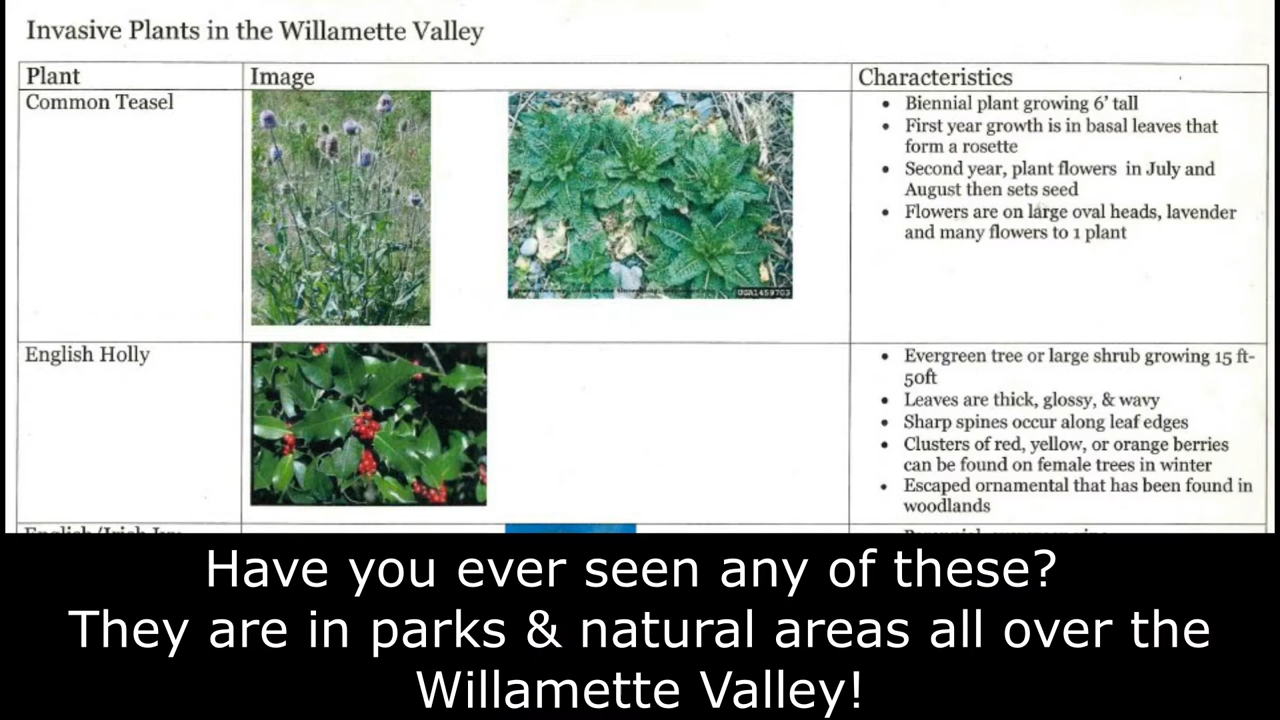 Invasive Plants in the Willamette Valley
Plant Image Characteristics
Common Teasel
• Biennial plant growing 6' tall
• First year growth is in basal leaves that
form a rosette
• Second year, plant flowers in July and
August then sets seed
• Flowers are on large oval heads, lavender
and many flowers to 1 plant
UGA1459703
English Holly
• Evergreen tree or large shrub growing 15 ft-
50ft
• Leaves are thick, glossy, & wavy
• Sharp spines occur along leaf edges
• Clusters of red, yellow, or orange berries
can be found on female trees in winter
• Escaped ornamental that has been found in
woodlands
Have you ever seen any of these?
They are in parks & natural areas all over the
Willamette Valley!